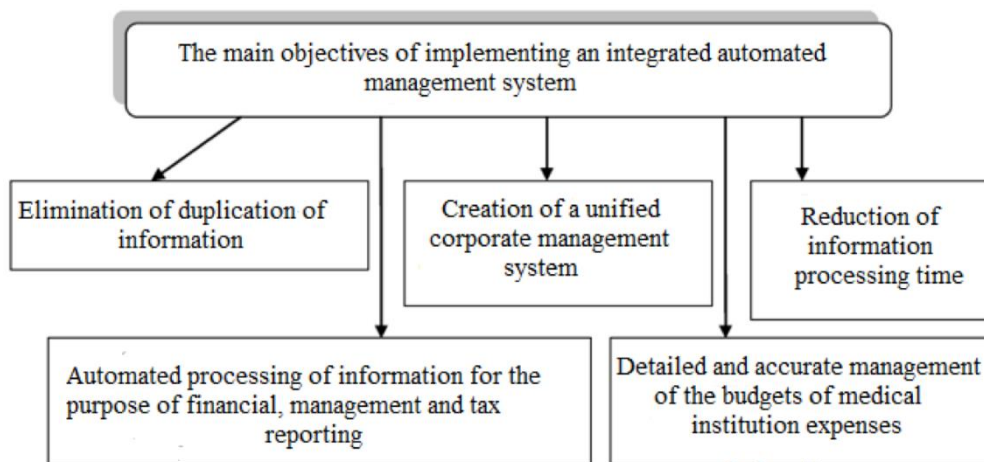 The main objectives of implementing an integrated automated
management system
Elimination of duplication of
information
Creation of a unified
corporate management
system
Reduction of
information
processing time
Automated processing of information for the
purpose of financial, management and tax
reporting
Detailed and accurate management
of the budgets of medical
institution expenses